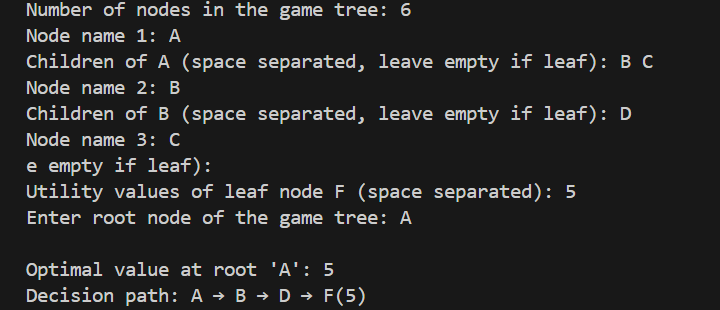 Number of nodes in the game tree: 6
Node name 1: A
Children of A (space separated, leave empty if leaf): B C
Node name 2: B
Children of B (space separated, leave empty if leaf): D
Node name 3: C
e empty if leaf):
Utility values of leaf node F (space separated): 5
Enter root node of the game tree: A

Optimal value at root 'A': 5
Decision path: A → B → D → F(5)